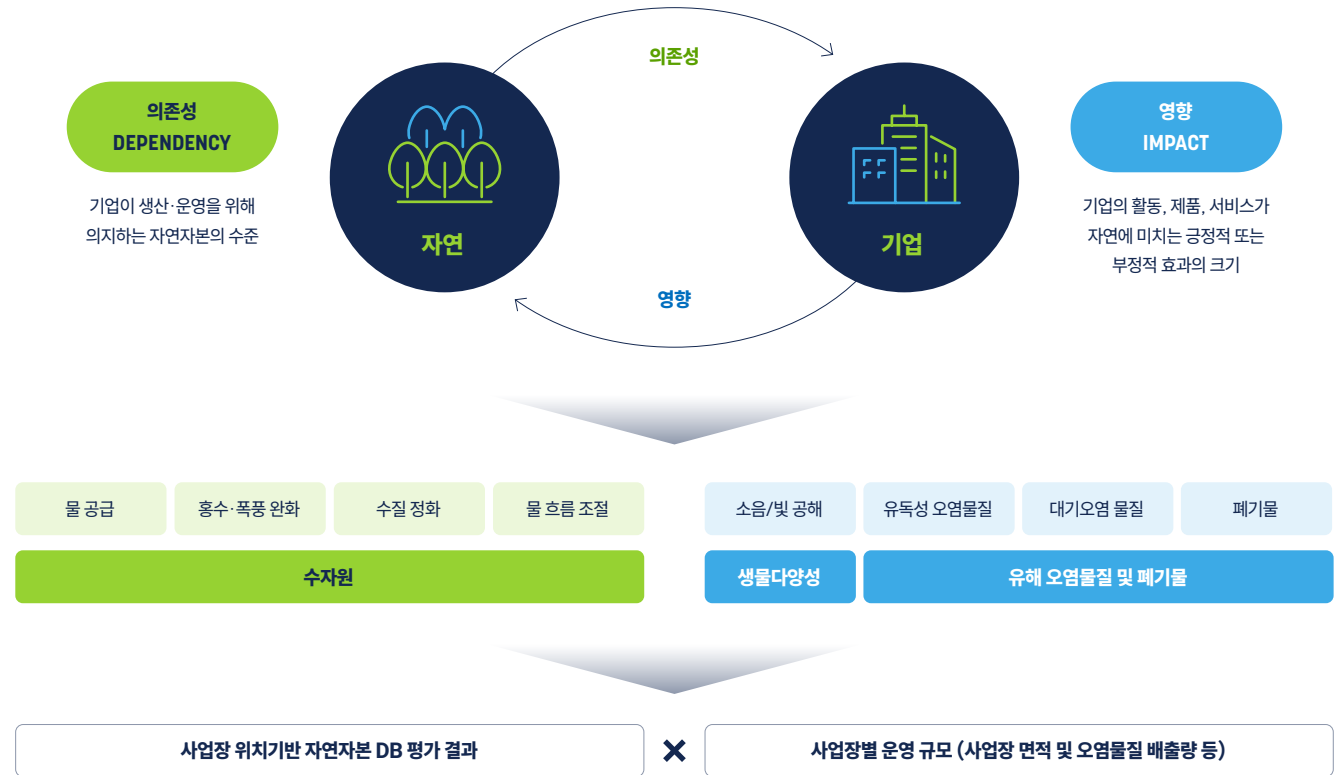 의존성
의존성
DEPENDENCY
기업이 생산·운영을 위해
의지하는 자연자본의 수준
자연
기업
영향
IMPACT
기업의 활동, 제품, 서비스가
자연에 미치는 긍정적 또는
부정적 효과의 크기
영향
물 공급
홍수·폭풍 완화
수질 정화
물 흐름 조절
수자원
소음/빛 공해
유독성 오염물질
대기오염 물질
폐기물
생물다양성
유해 오염물질 및 폐기물
사업장 위치기반 자연자본 DB 평가 결과
×
사업장별 운영 규모 (사업장 면적 및 오염물질 배출량 등)